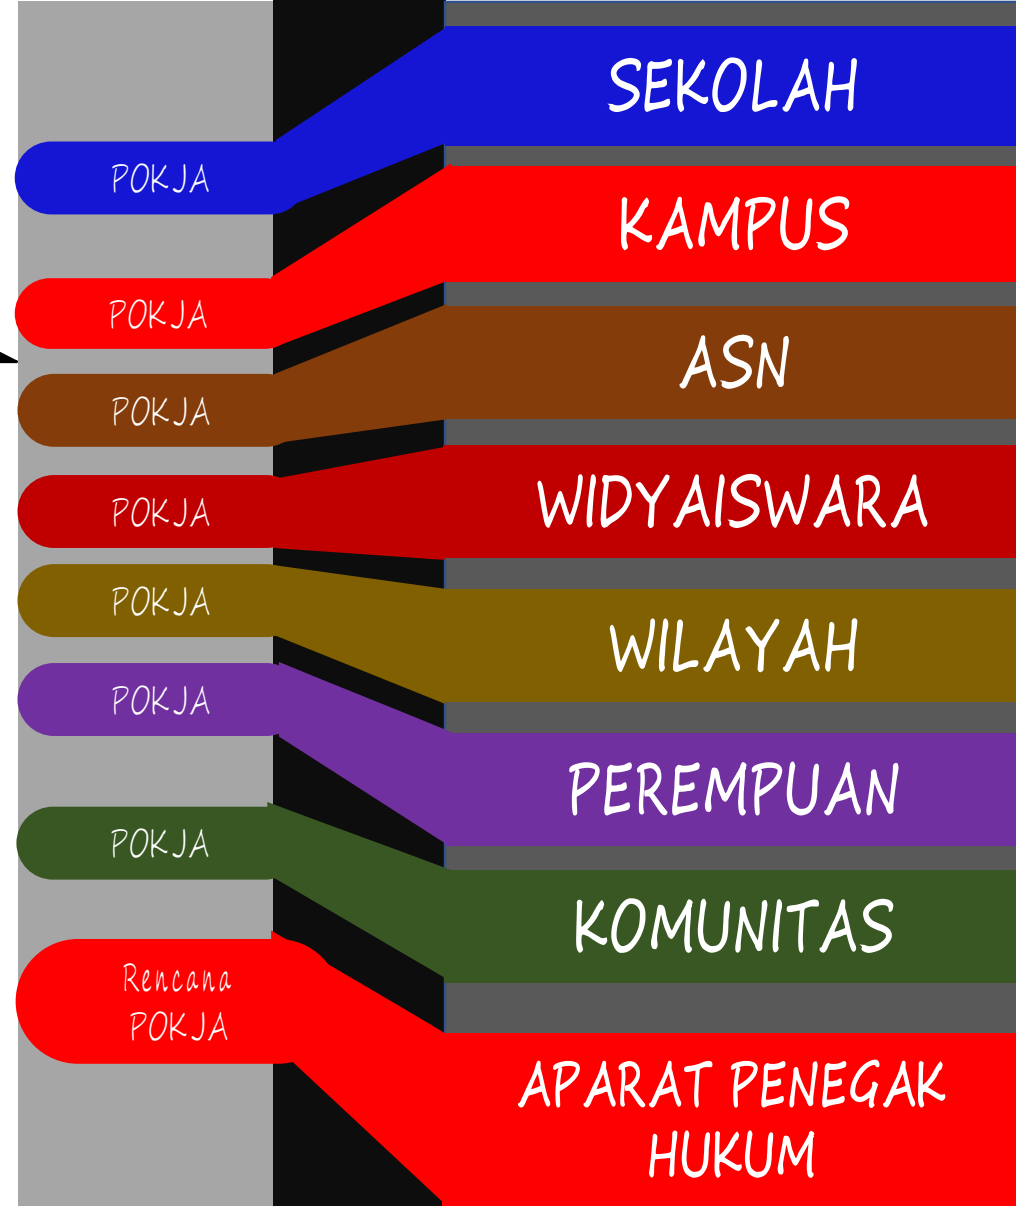 POKJA
SEKOLAH
POKJA
KAMPUS
POKJA
ASN
POKJA
WIDYAISWARA
POKJA
WILAYAH
POKJA
PEREMPUAN
POKJA
KOMUNITAS
Rencana
POKJA
APARAT PENEGAK
HUKUM